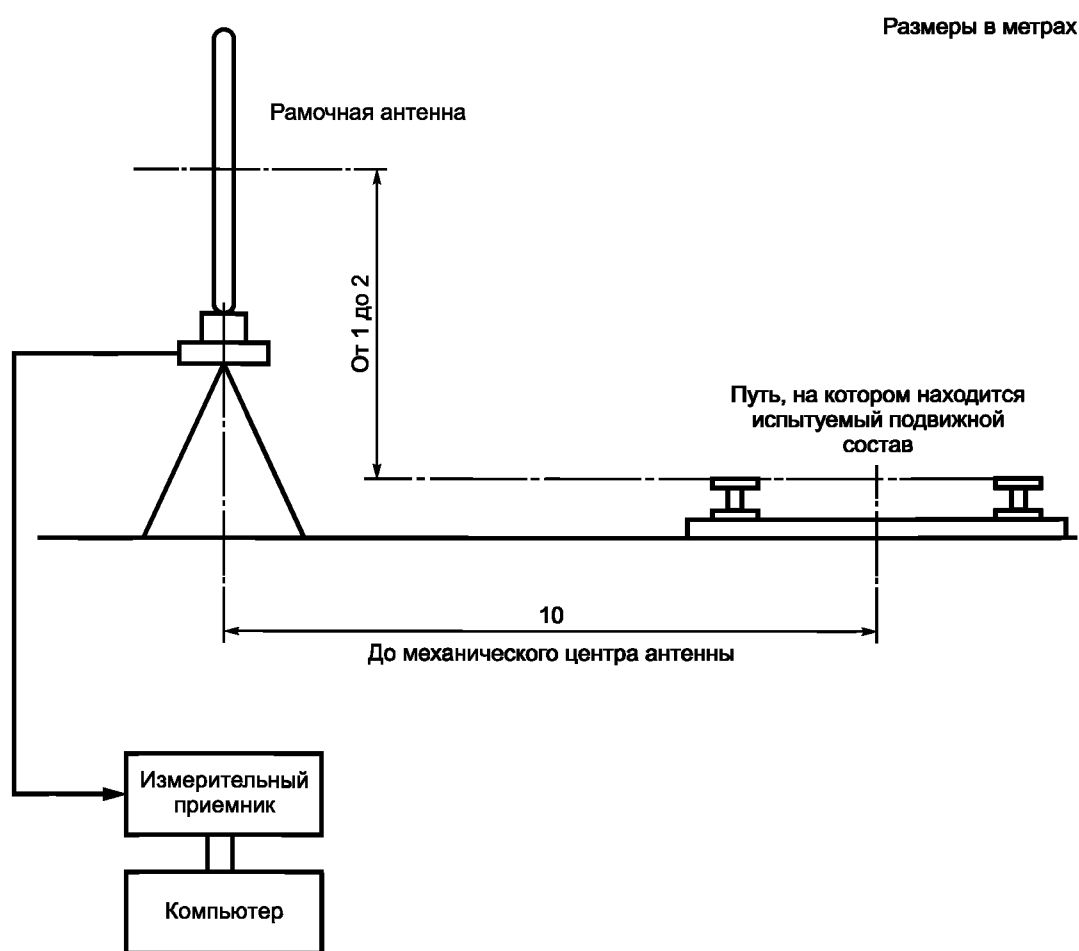 Размеры в метрах
Рамочная антенна
От 1 до 2
Путь, на котором находится
испытуемый подвижной
состав
10
До механического центра антенны
Измерительный
приемник
Компьютер